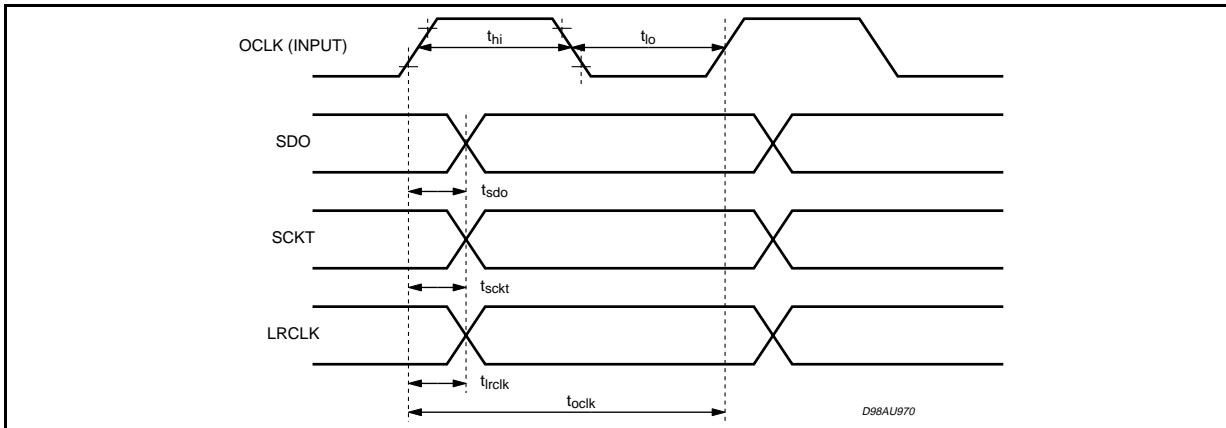 OCLK (INPUT)
thi
tlo
SDO
tsdo
SCKT
tsckt
LRCLK
tlrclk
toclk
D98AU970